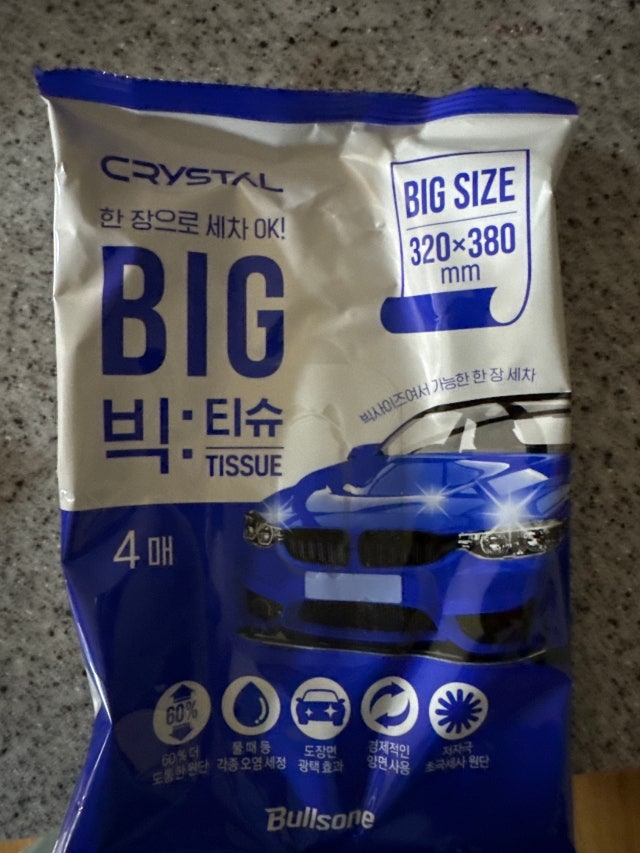 CRYSTAL
한 장으로 세차 OK!
BIG
빅:
티슈
TISSUE
4매
BIG SIZE
320×380
mm
빅사이즈여서 가능한 한 장 세차
60%
60% 더
도톰한 원단
물 때 등
각종 오염 세정
도장면
광택 효과
경제적인
양면 사용
저자극
초극세사 원단
Bullsone